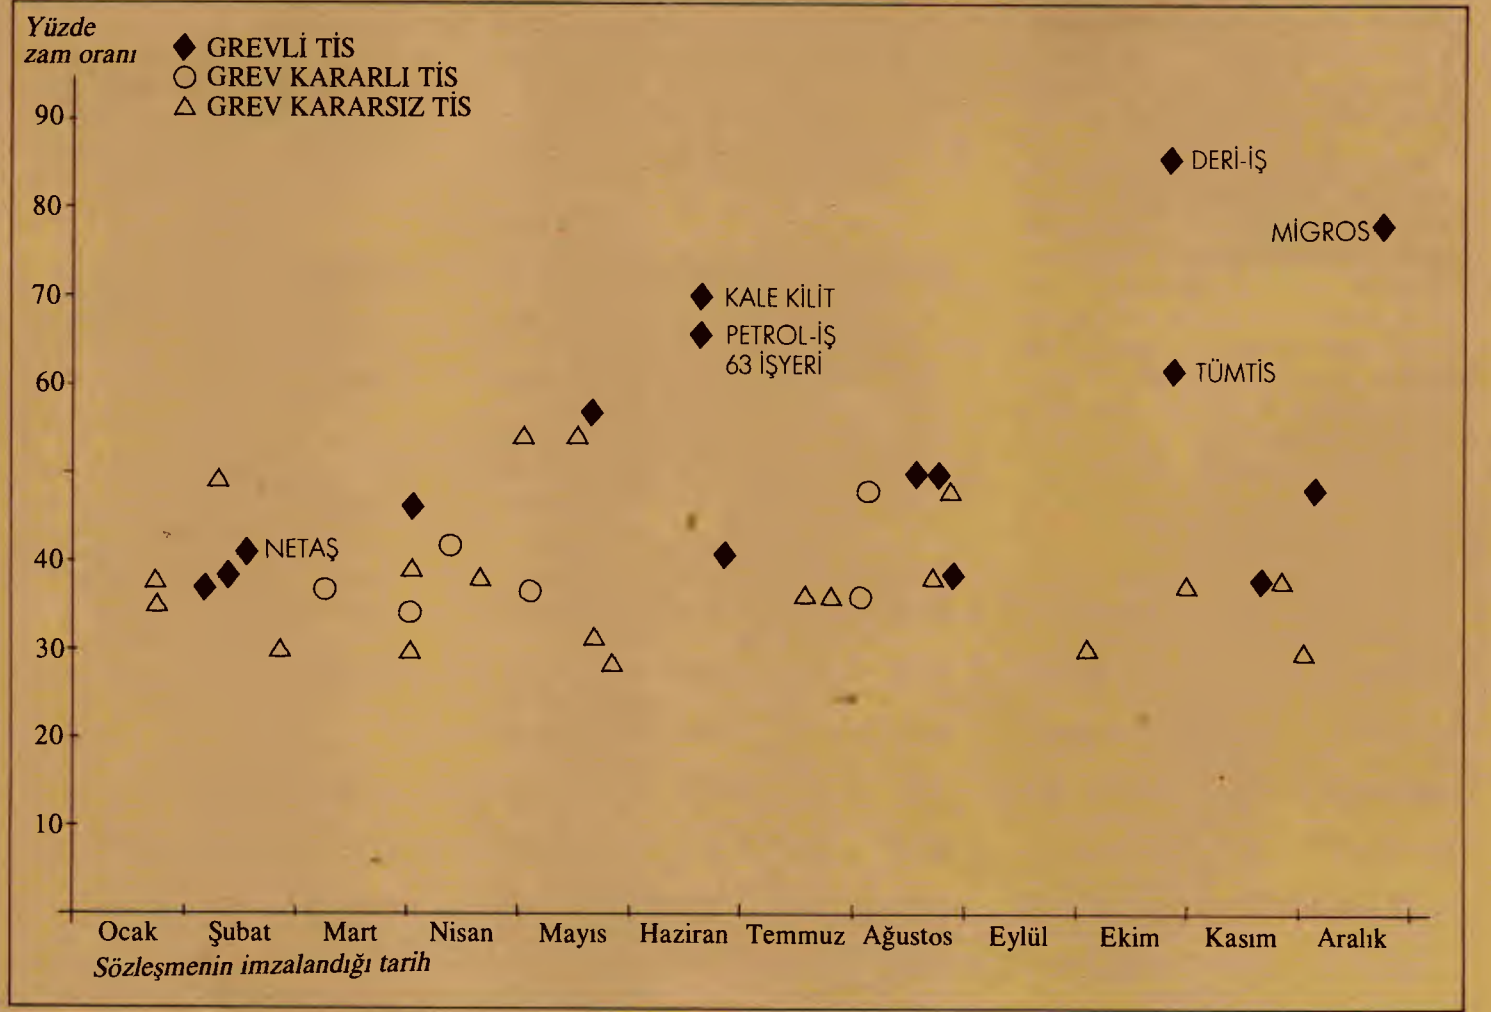 Yüzde
zam oranı
GREVLİ TİS
GREV KARARLI TİS
GREV KARARSIZ TİS
90
80
70
60
40
30
20
10
DERİ-İŞ
MİGROS
KALE KİLİT
PETROL-İŞ
63 İŞYERİ
TÜMTİS
NETAŞ
Ocak Şubat Mart Nisan Mayıs Haziran Temmuz Ağustos Eylül Ekim Kasım Aralık
Sözleşmenin imzalandığı tarih